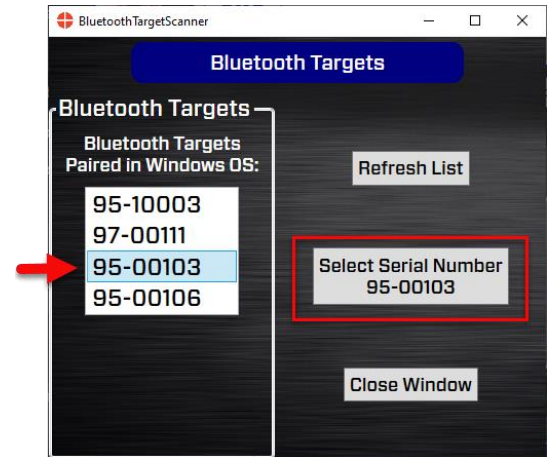 BluetoothTargetScanner
Bluetooth Targets
Bluetooth Targets
Bluetooth Targets
Paired in Windows OS:
95-10003
97-00111
95-00103
95-00106
Refresh List
Select Serial Number
95-00103
Close Window